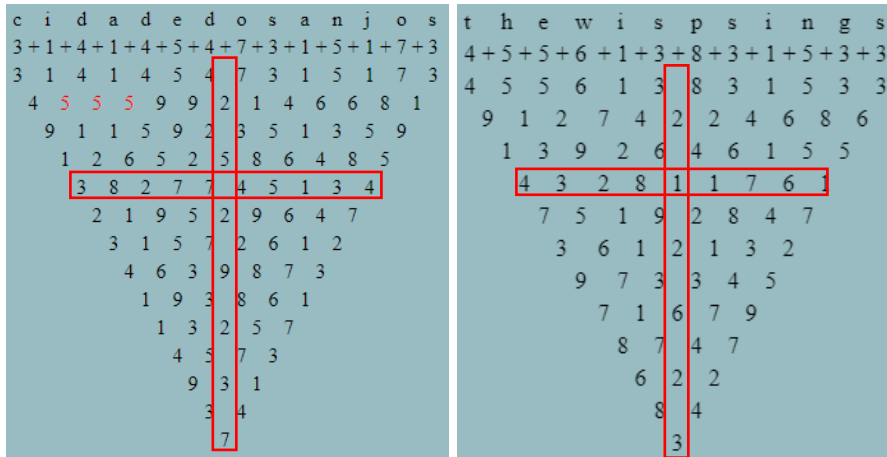 c i d a d e d o s a n j o s
3+1+4+1+4+5+4+7+3+1+5+1+7+3
3 1 4 1 4 5 4 7 3 1 5 1 7 3
4 5 5 5 9 9 2 1 4 6 6 8 1
9 1 1 5 9 2 3 5 1 3 5 9
1 2 6 5 2 5 8 6 4 8 5
3 8 2 7 7 4 5 1 3 4
2 1 9 5 2 9 6 4 7
3 1 5 7 2 6 1 2
4 6 3 9 8 7 3
1 9 3 8 6 1
1 3 2 5 7
4 5 7 3
9 3 1
3 4
7
t h e w i s p s i n g s
4+5+5+6+1+3+8+3+1+5+3+3
4 5 5 6 1 3 8 3 1 5 3 3
9 1 2 7 4 2 2 4 6 8 6
1 3 9 2 6 4 6 1 5 5
4 3 2 8 1 1 7 6 1
7 5 1 9 2 8 4 7
3 6 1 2 1 3 2
9 7 3 3 4 5
7 1 6 7 9
8 7 4 7
6 2 2
8 4
3